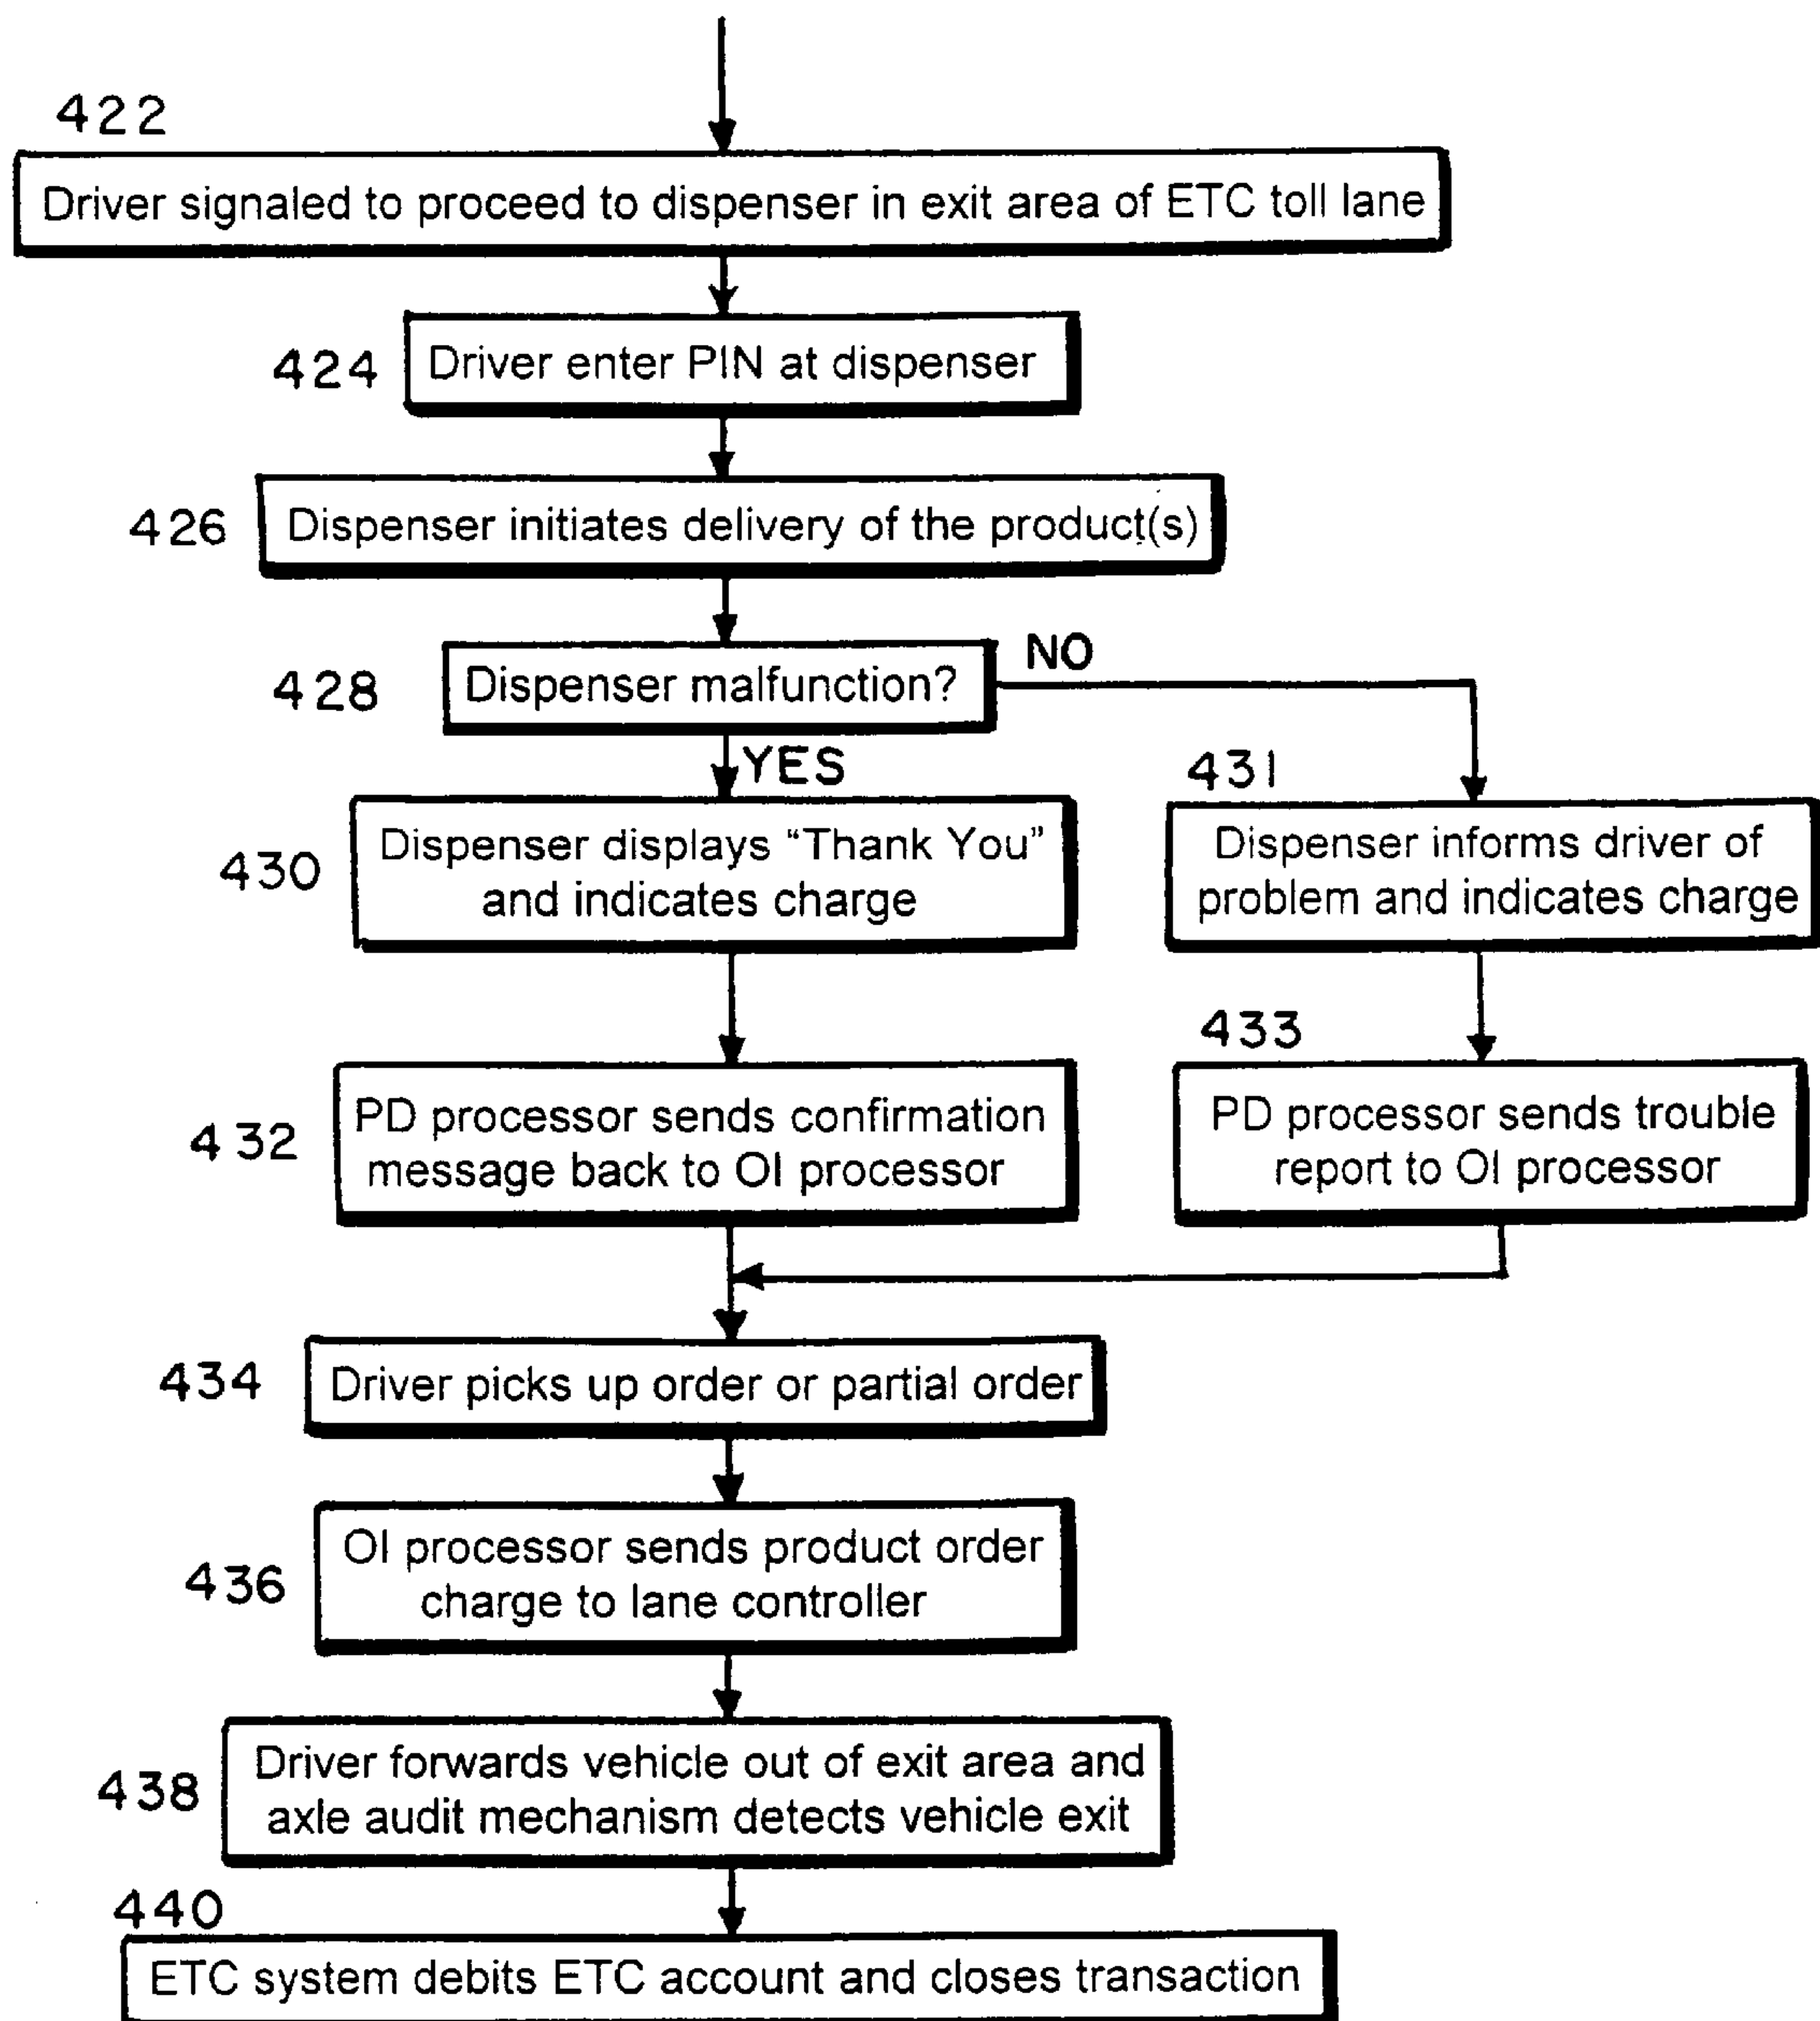 422
Driver signaled to proceed to dispenser in exit area of ETC toll lane
424
Driver enter PIN at dispenser
426
Dispenser initiates delivery of the product(s)
428
Dispenser malfunction?
NO
YES
430
Dispenser displays “Thank You”
and indicates charge
431
Dispenser informs driver of
problem and indicates charge
432
PD processor sends confirmation
message back to OI processor
433
PD processor sends trouble
report to OI processor
434
Driver picks up order or partial order
436
OI processor sends product order
charge to lane controller
438
Driver forwards vehicle out of exit area and
axle audit mechanism detects vehicle exit
440
ETC system debits ETC account and closes transaction